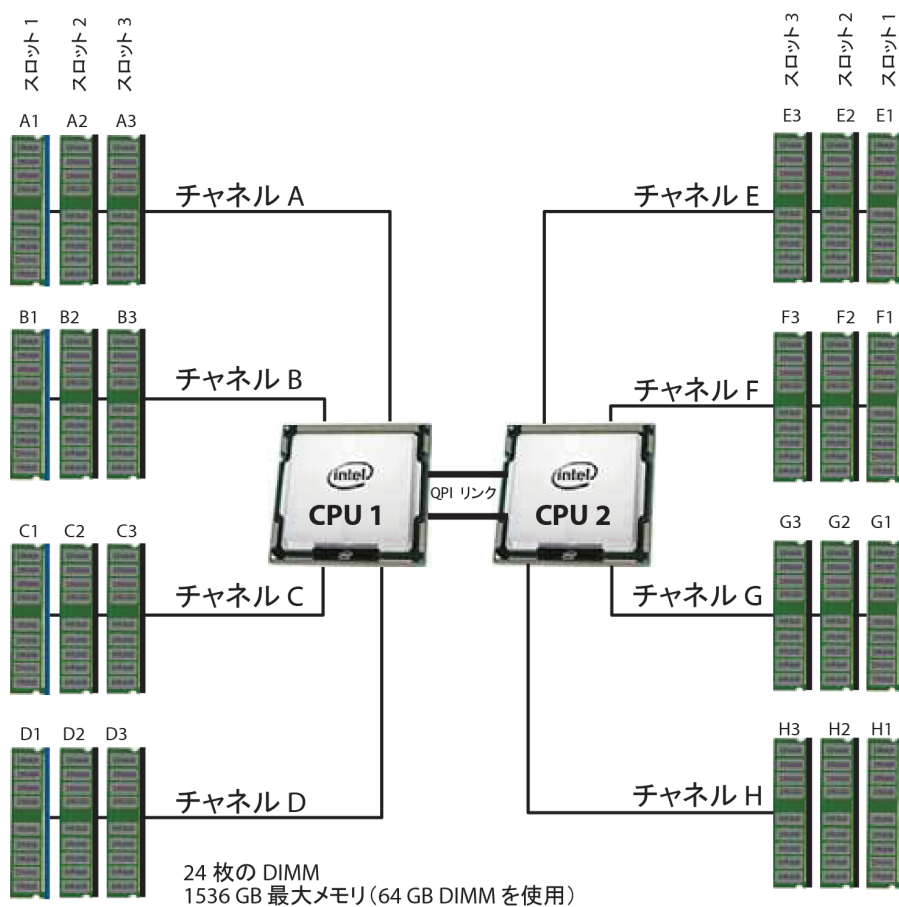 スロット 1
スロット 2
スロット 3
スロット 3
スロット 2
スロット 1
A1 A2 A3
E3 E2 E1
チャネル A
チャネル E
B1 B2 B3
F3 F2 F1
チャネル B
チャネル F
intel
CPU 1
QPI リンク
intel
CPU 2
C1 C2 C3
G3 G2 G1
チャネル C
チャネル G
D1 D2 D3
H3 H2 H1
チャネル D
チャネル H
24 枚の DIMM
1536 GB 最大メモリ(64 GB DIMM を使用)